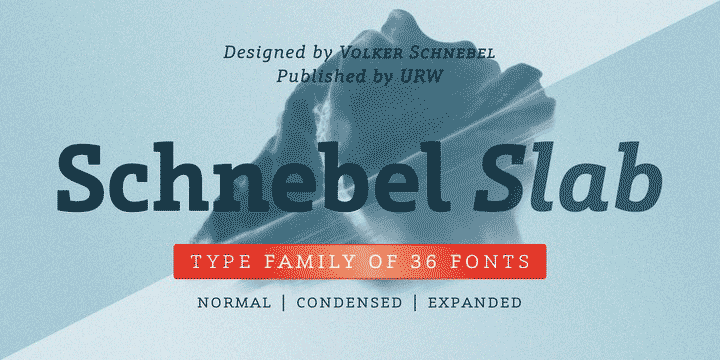 Designed by Volker Schnebel
Published by URW
Schnebel Slab
TYPE FAMILY OF 36 FONTS
NORMAL | CONDENSED | EXPANDED